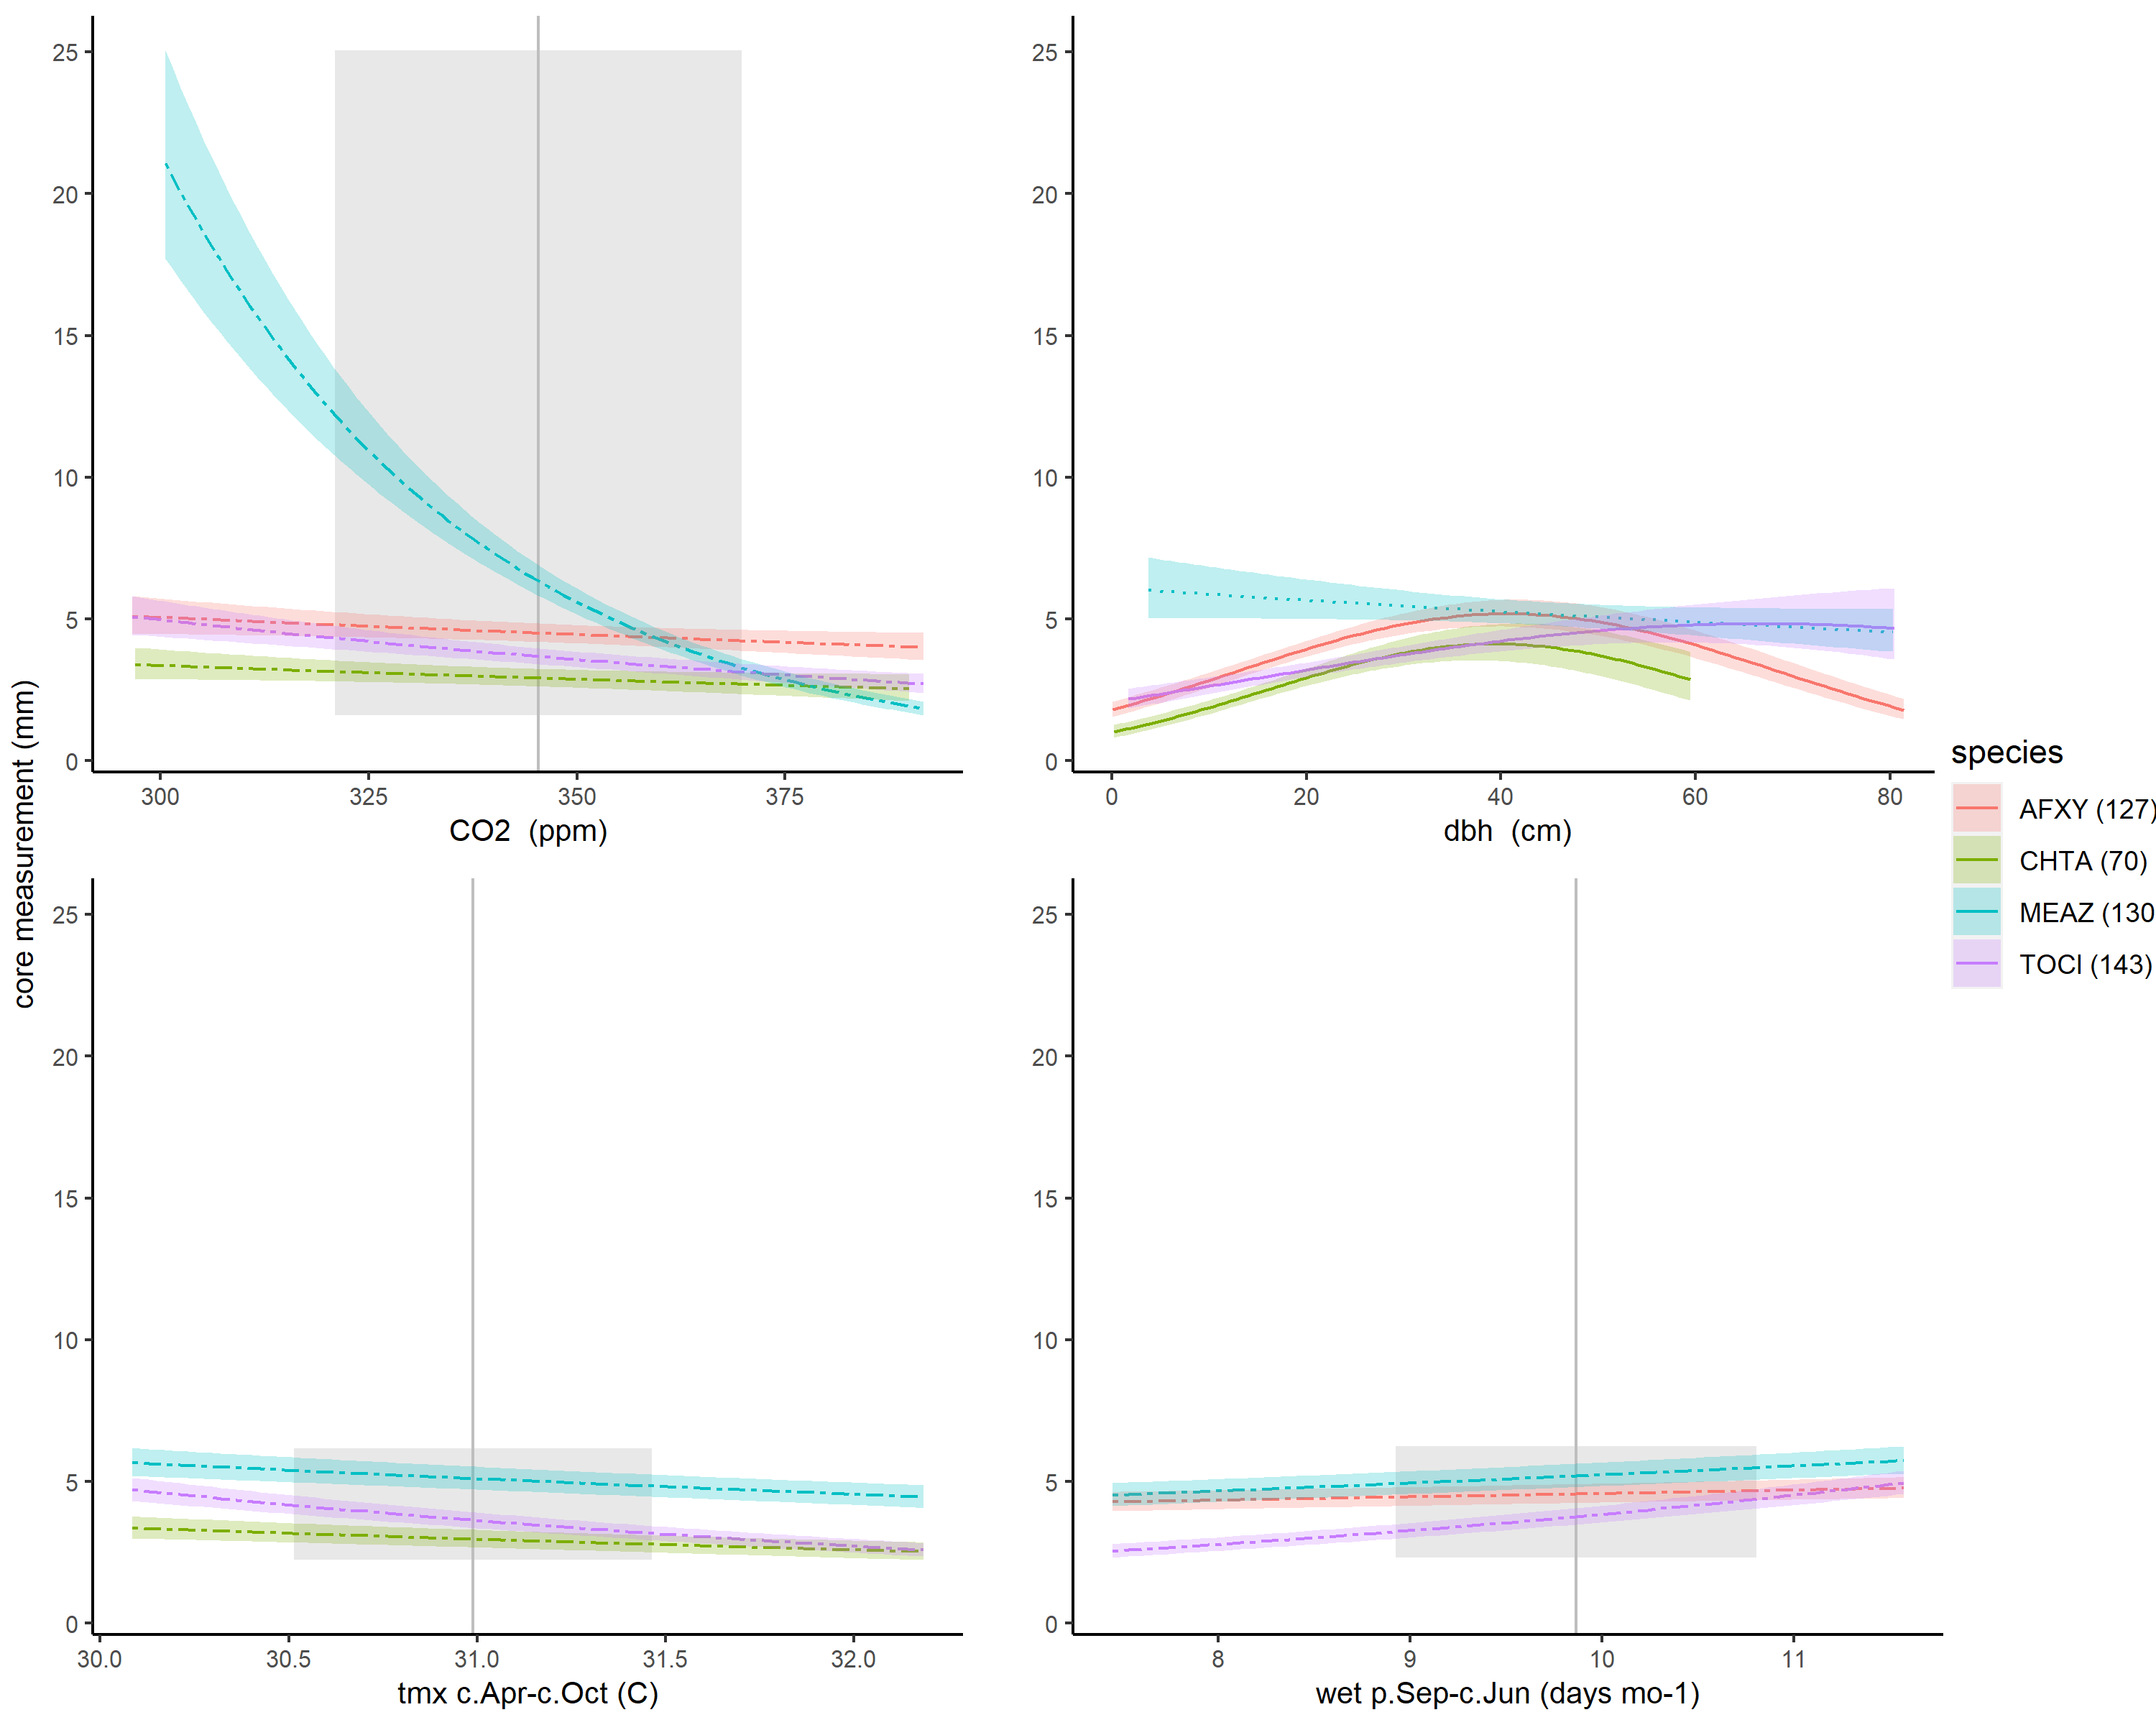 25
20
15
10
5
0
300 325 350 375
CO2 (ppm)
25
20
15
10
5
0
0 20 40 60 80
dbh (cm)
core measurement (mm)
25
20
15
10
5
0
30.0 30.5 31.0 31.5 32.0
tmx c.Apr-c.Oct (C)
25
20
15
10
5
0
8 9 10 11
wet p.Sep-c.Jun (days mo-1)
species
AFXY (127)
CHTA (70)
MEAZ (130
TOCI (143)